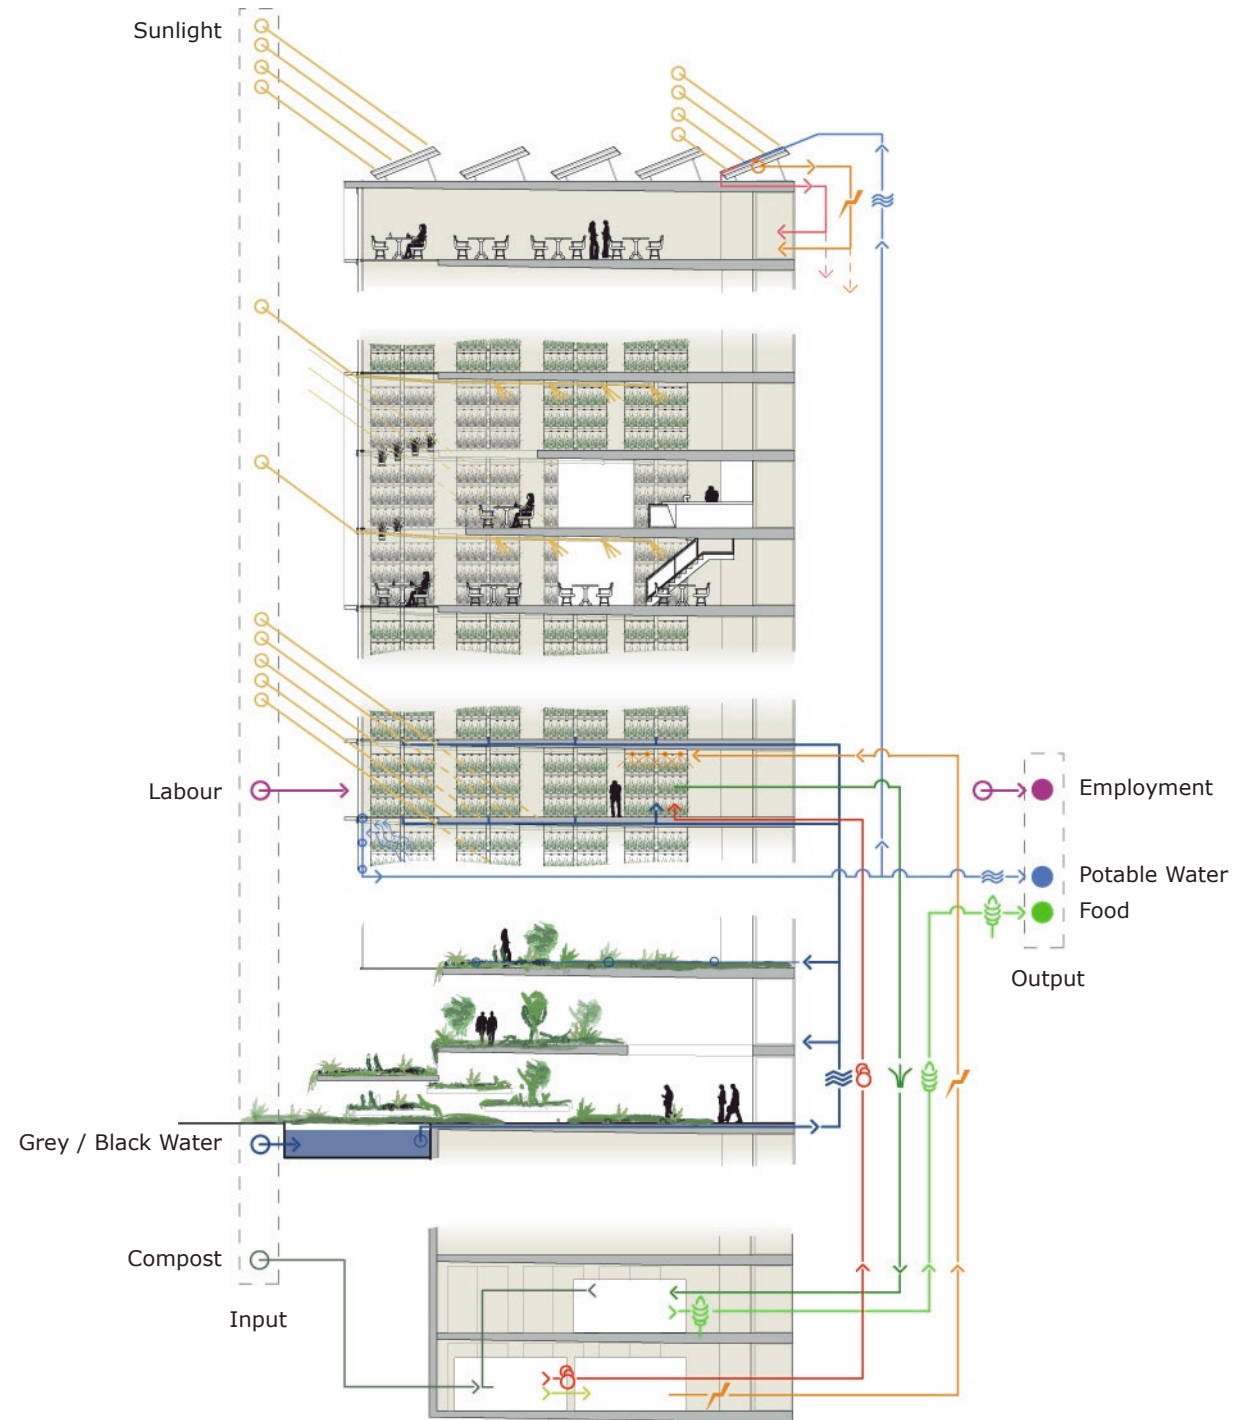 Sunlight
Labour
Employment
Potable Water
Food
Output
Grey / Black Water
Compost
Input